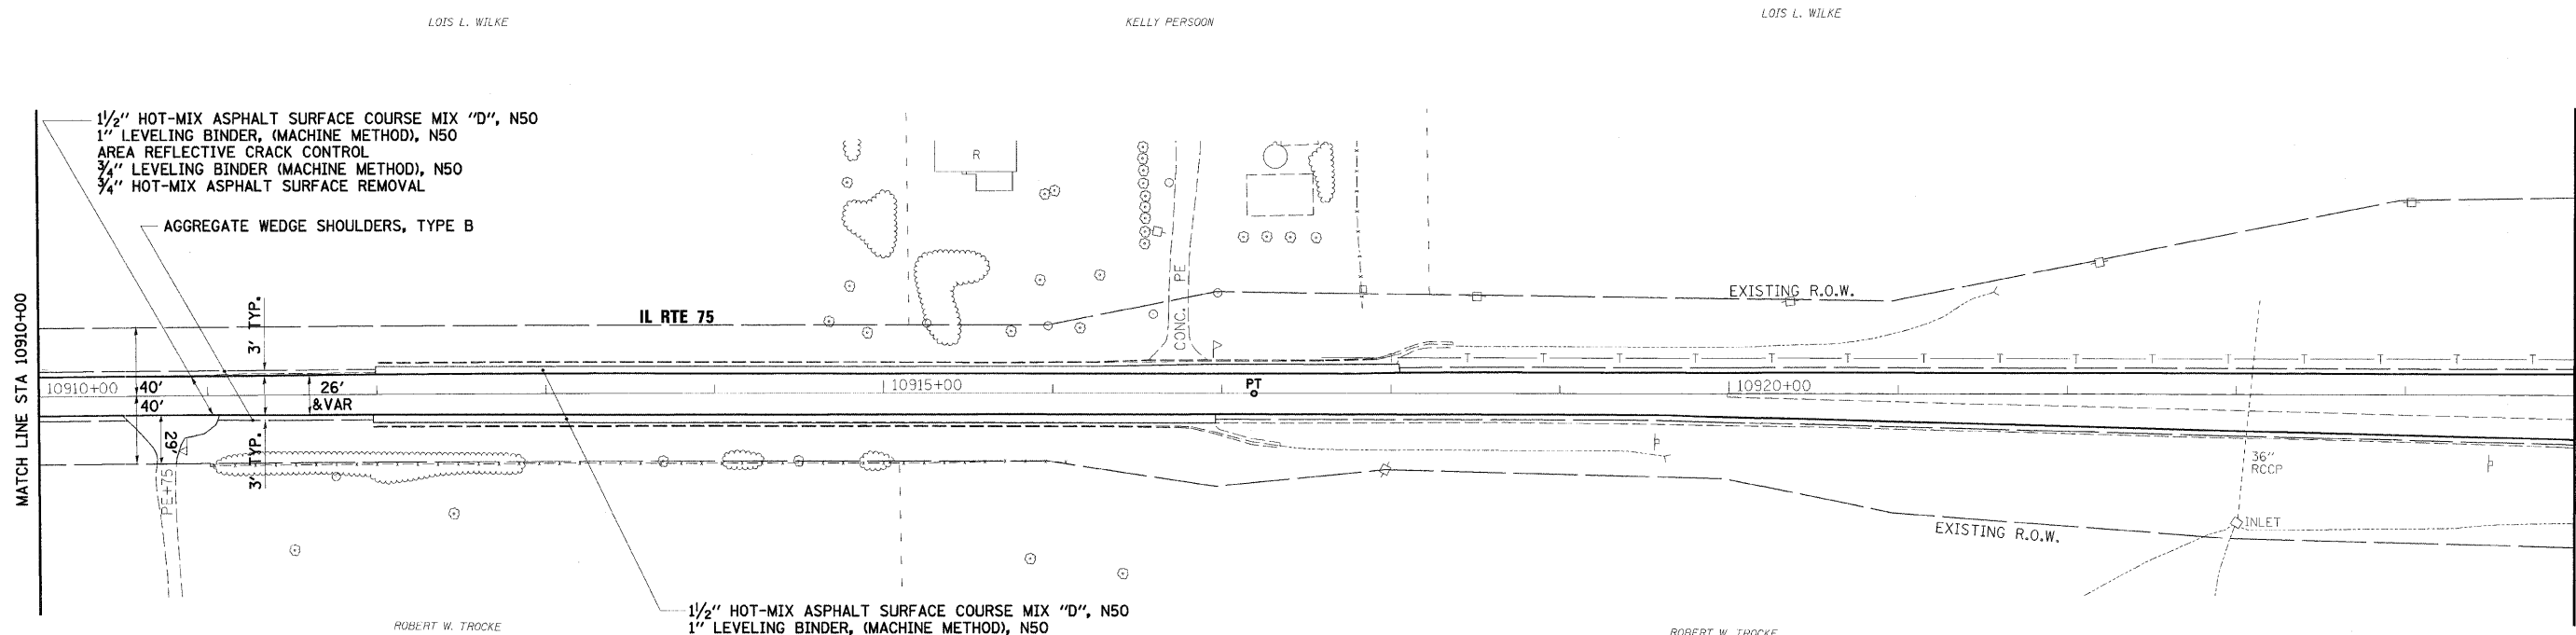 LOIS L. WILKE
KELLY PERSOON
LOIS L. WILKE
1½" HOT-MIX ASPHALT SURFACE COURSE MIX "D", N50
1" LEVELING BINDER, (MACHINE METHOD), N50
AREA REFLECTIVE CRACK CONTROL
¾" LEVELING BINDER (MACHINE METHOD), N50
¾" HOT-MIX ASPHALT SURFACE REMOVAL
AGGREGATE WEDGE SHOULDERS, TYPE B
R
MATCH LINE STA 10910+00
3' TYP.
IL RTE 75
CONC. PE
EXISTING R.O.W.
T T T T T T T T T T T T T T T
10910+00
40'
26'
10915+00
PT
10920+00
40'
&VAR
29'
3' TYP.
PE+75
36"
RCCP
INLET
EXISTING R.O.W.
1½" HOT-MIX ASPHALT SURFACE COURSE MIX "D", N50
1" LEVELING BINDER, (MACHINE METHOD), N50
ROBERT W. TROCKE
ROBERT W. TROCKE